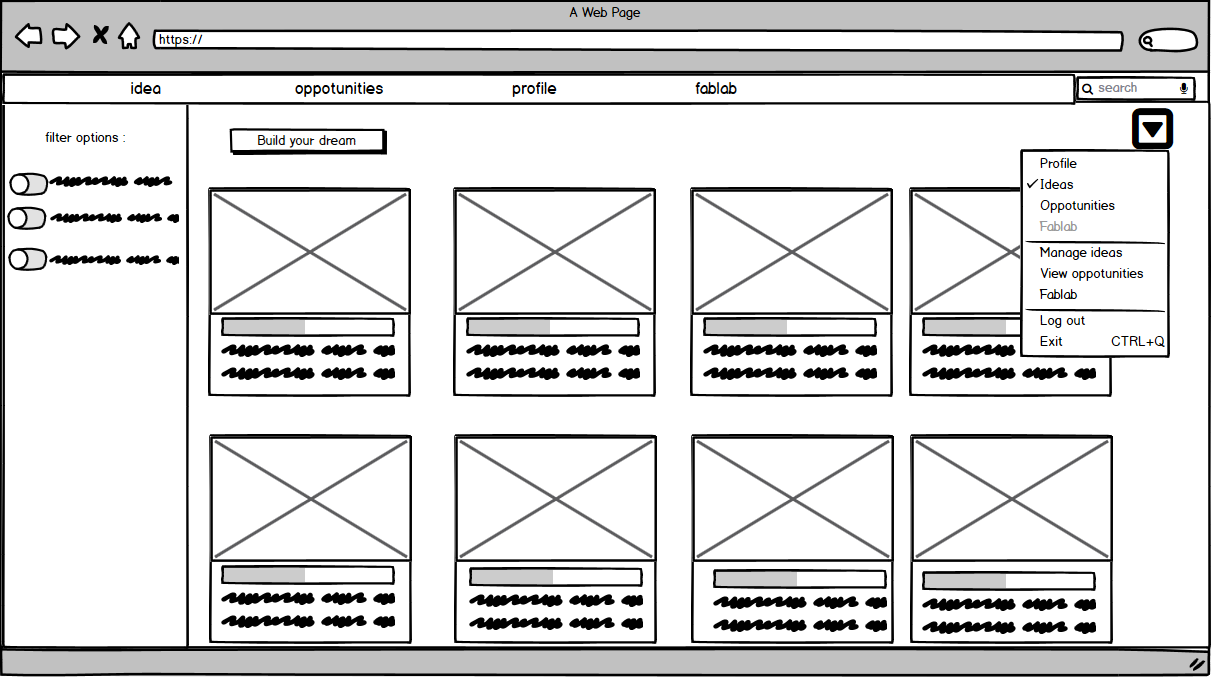 A Web Page
https://
idea oppotunities profile fablab search
filter options :
Build your dream
Profile
Ideas
Oppotunities
Fablab
Manage ideas
View oppotunities
Fablab
Log out
Exit CTRL+Q